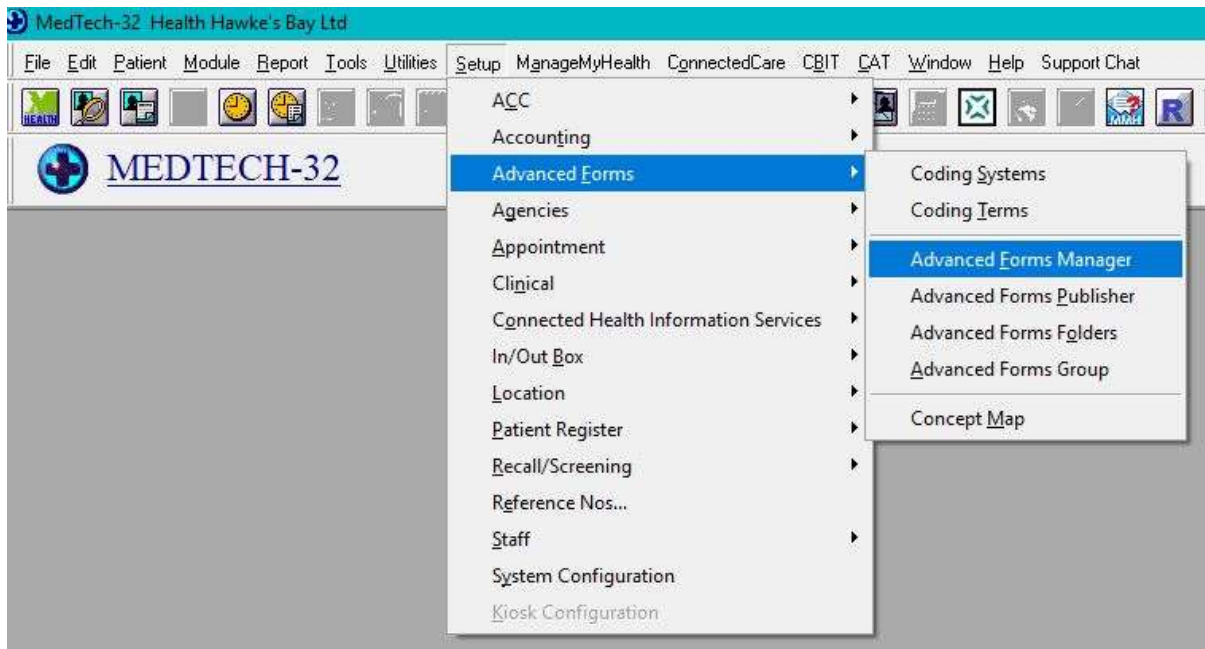 MedTech-32 Health Hawke's Bay Ltd
File Edit Patient Module Report Tools Utilities Setup ManageMyHealth ConnectedCare CBIT CAT Window Help Support Chat
HEALTH
MMH
R
MEDTECH-32
ACC
Accounting
Advanced Forms
Agencies
Appointment
Clinical
Connected Health Information Services
In/Out Box
Location
Patient Register
Recall/Screening
Reference Nos...
Staff
System Configuration
Kiosk Configuration
Coding Systems
Coding Terms
Advanced Forms Manager
Advanced Forms Publisher
Advanced Forms Folders
Advanced Forms Group
Concept Map